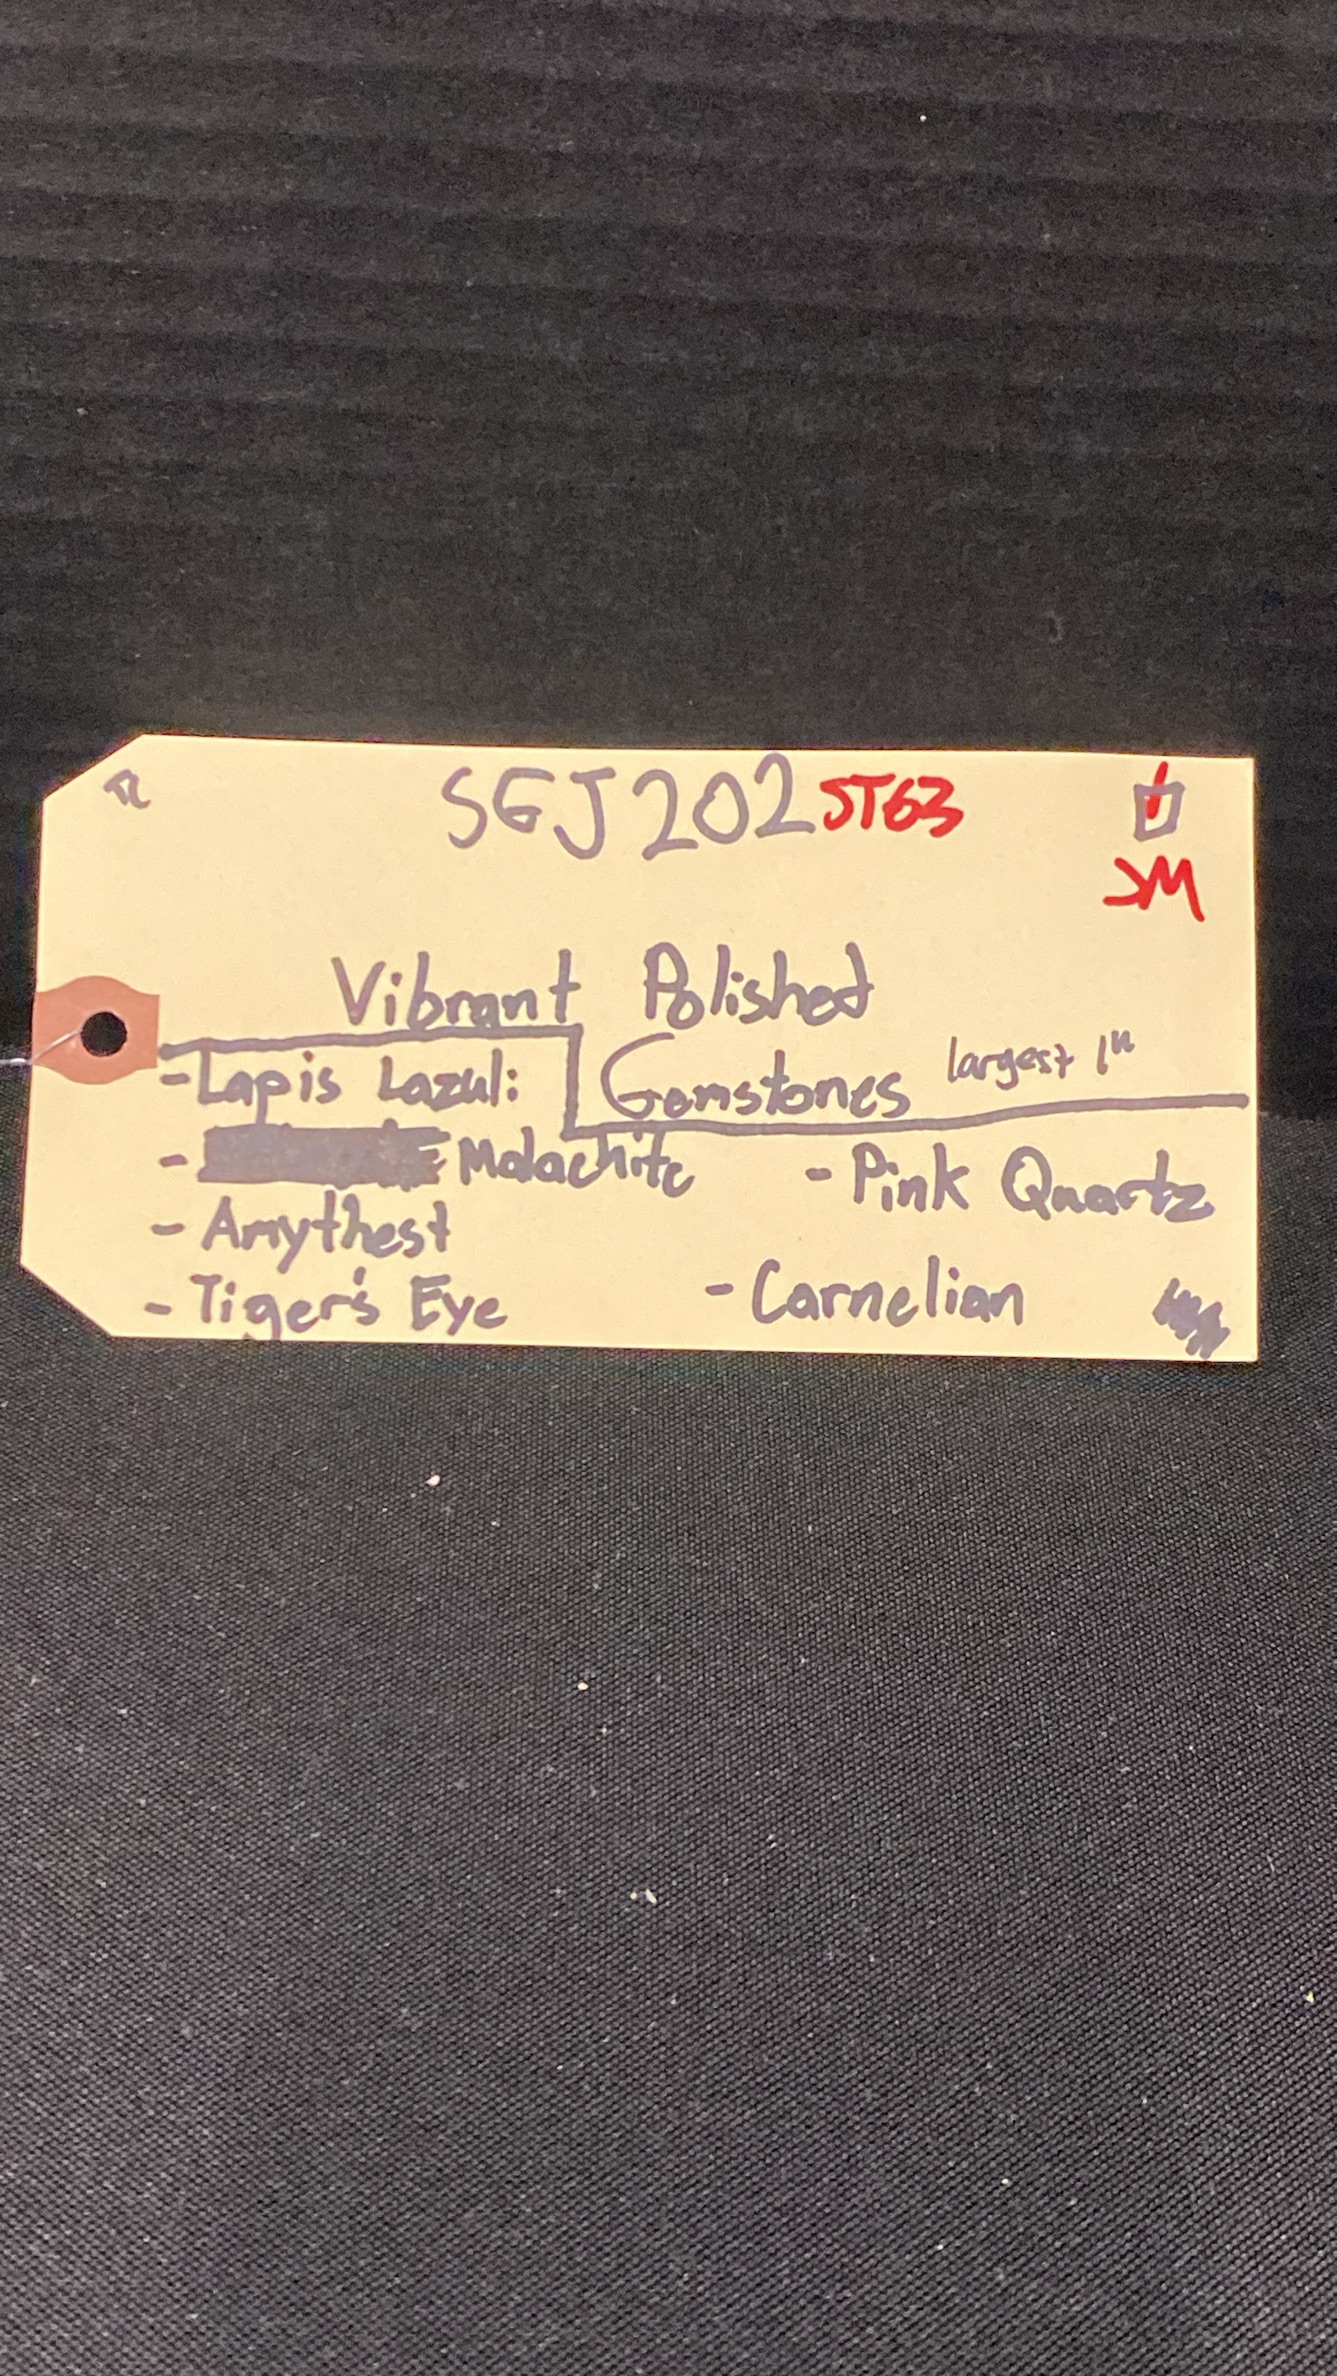 SGJ202 ST63
JM
Vibrant Polished
Gemstones largest 1"
- Lapis Lazuli
- Malachite
- Pink Quartz
- Amythest
- Tiger's Eye
- Carnelian